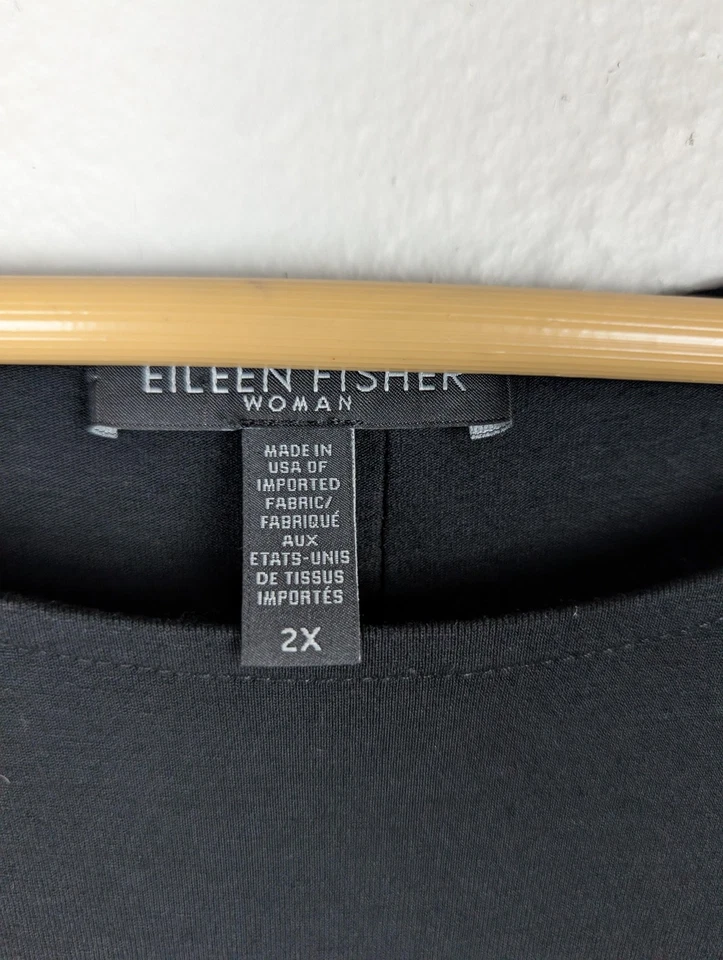 EILEEN FISHER
WOMAN
MADE IN
USA OF
IMPORTED
FABRIC/
FABRIQUÉ
AUX
ETATS-UNIS
DE TISSUS
IMPORTÉS
2X